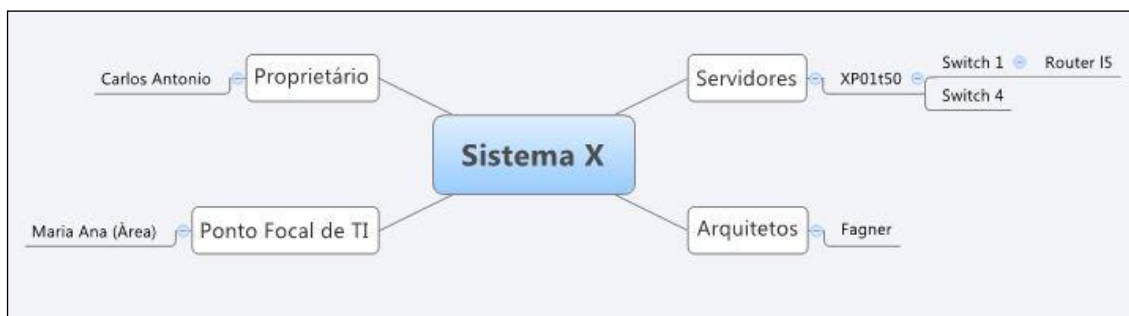 Carlos Antonio
Proprietário
Servidores
XP01t50
Switch 1
Router l5
Switch 4
Sistema X
Maria Ana (Àrea)
Ponto Focal de TI
Arquitetos
Fagner